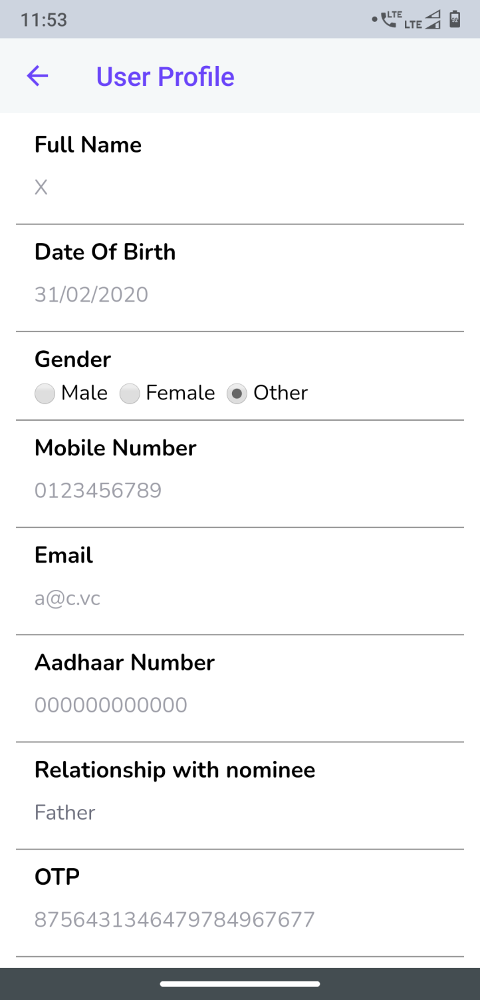 11:53
LTE
LTE
92
User Profile
Full Name
X
Date Of Birth
31/02/2020
Gender
Male Female Other
Mobile Number
0123456789
Email
a@c.vc
Aadhaar Number
000000000000
Relationship with nominee
Father
OTP
8756431346479784967677